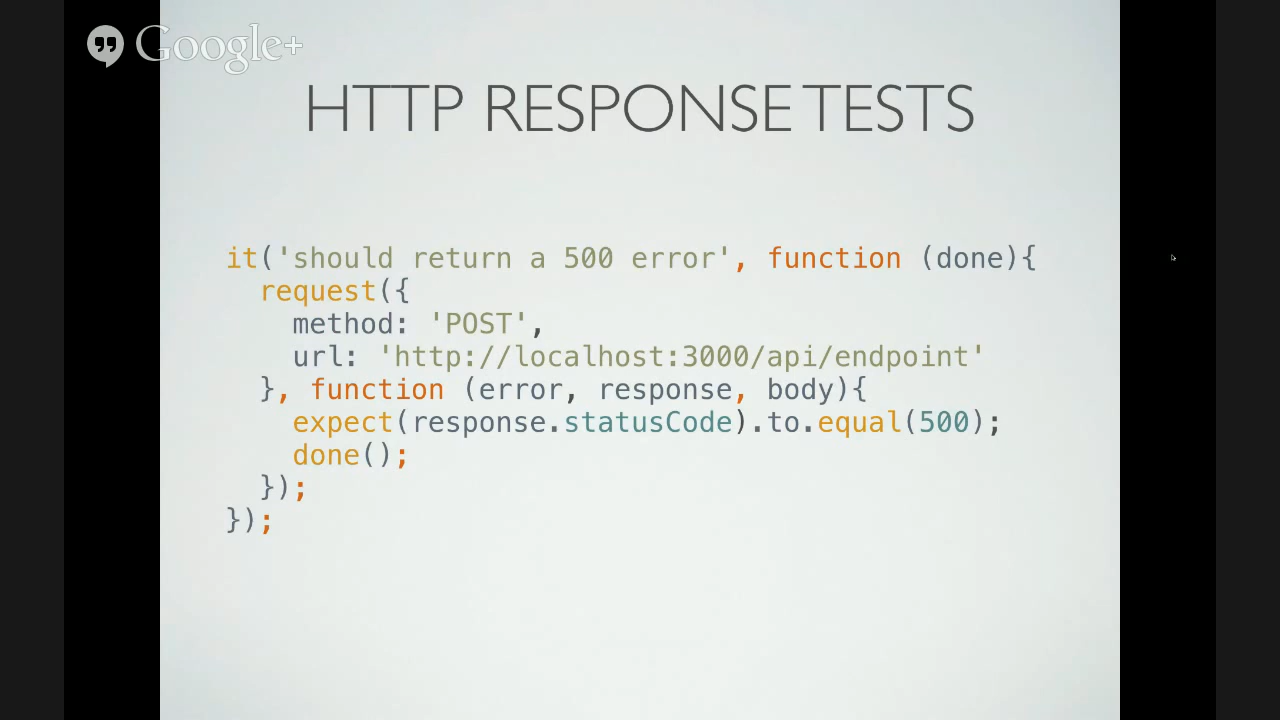 Google+
HTTP RESPONSE TESTS
it('should return a 500 error', function (done){
  request({
    method: 'POST',
    url: 'http://localhost:3000/api/endpoint'
  }, function (error, response, body){
    expect(response.statusCode).to.equal(500);
    done();
  });
});